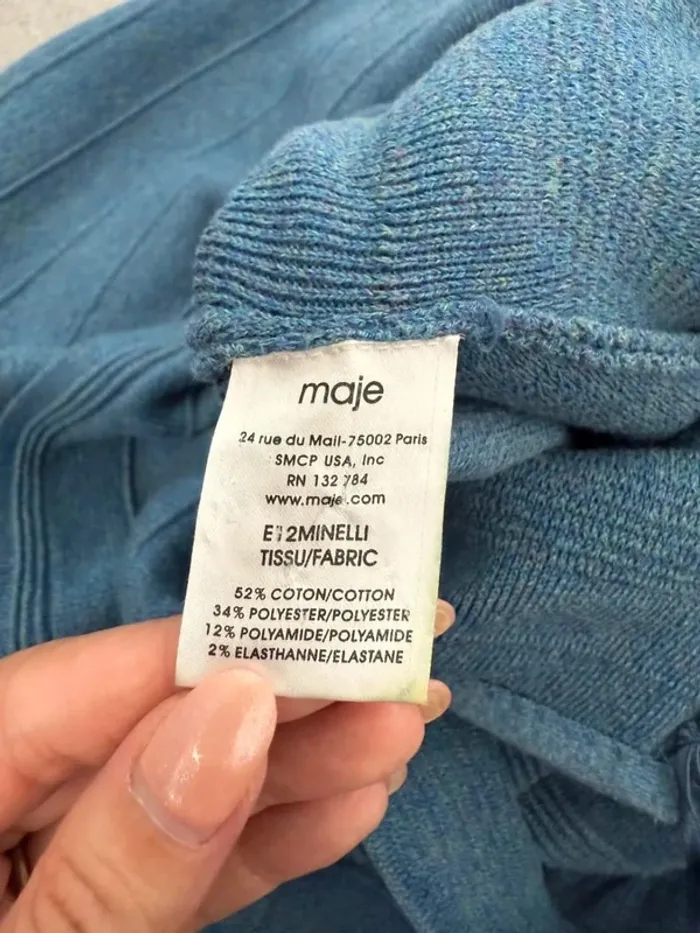 maje
24 rue du Mail-75002 Paris
SMCP USA, Inc
RN 132 784
www.maje.com
E12MINELLI
TISSU/FABRIC
52% COTON/COTTON
34% POLYESTER/POLYESTER
12% POLYAMIDE/POLYAMIDE
2% ELASTHANNE/ELASTANE